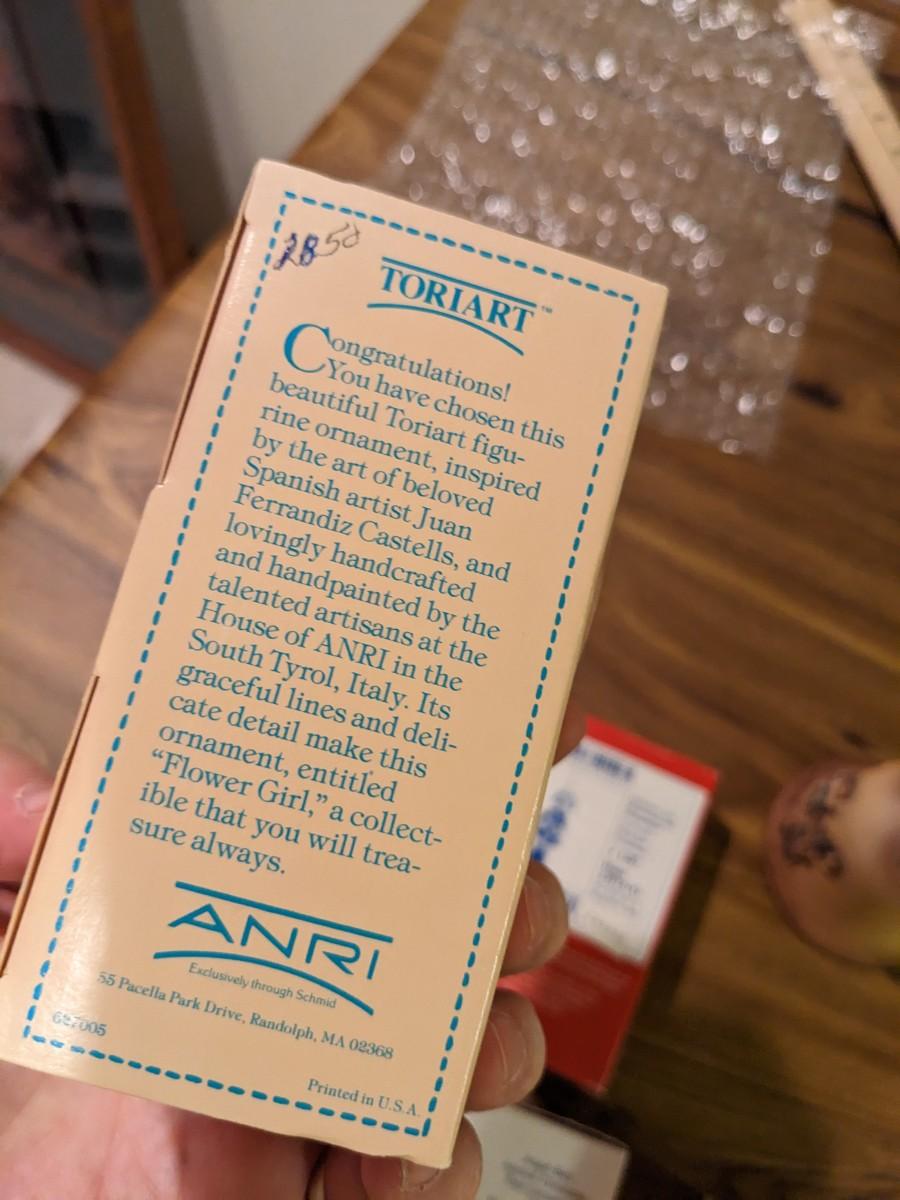 28 50
TORIART™
Congratulations!
You have chosen this
beautiful Toriart figu-
rine ornament, inspired
by the art of beloved
Spanish artist Juan
Ferrandiz Castells, and
lovingly handcrafted
and handpainted by the
talented artisans at the
House of ANRI in the
South Tyrol, Italy. Its
graceful lines and deli-
cate detail make this
ornament, entitled
“Flower Girl,” a collect-
ible that you will trea-
sure always.
ANRI
Exclusively through Schmid
55 Pacella Park Drive, Randolph, MA 02368
627005
Printed in U.S.A.